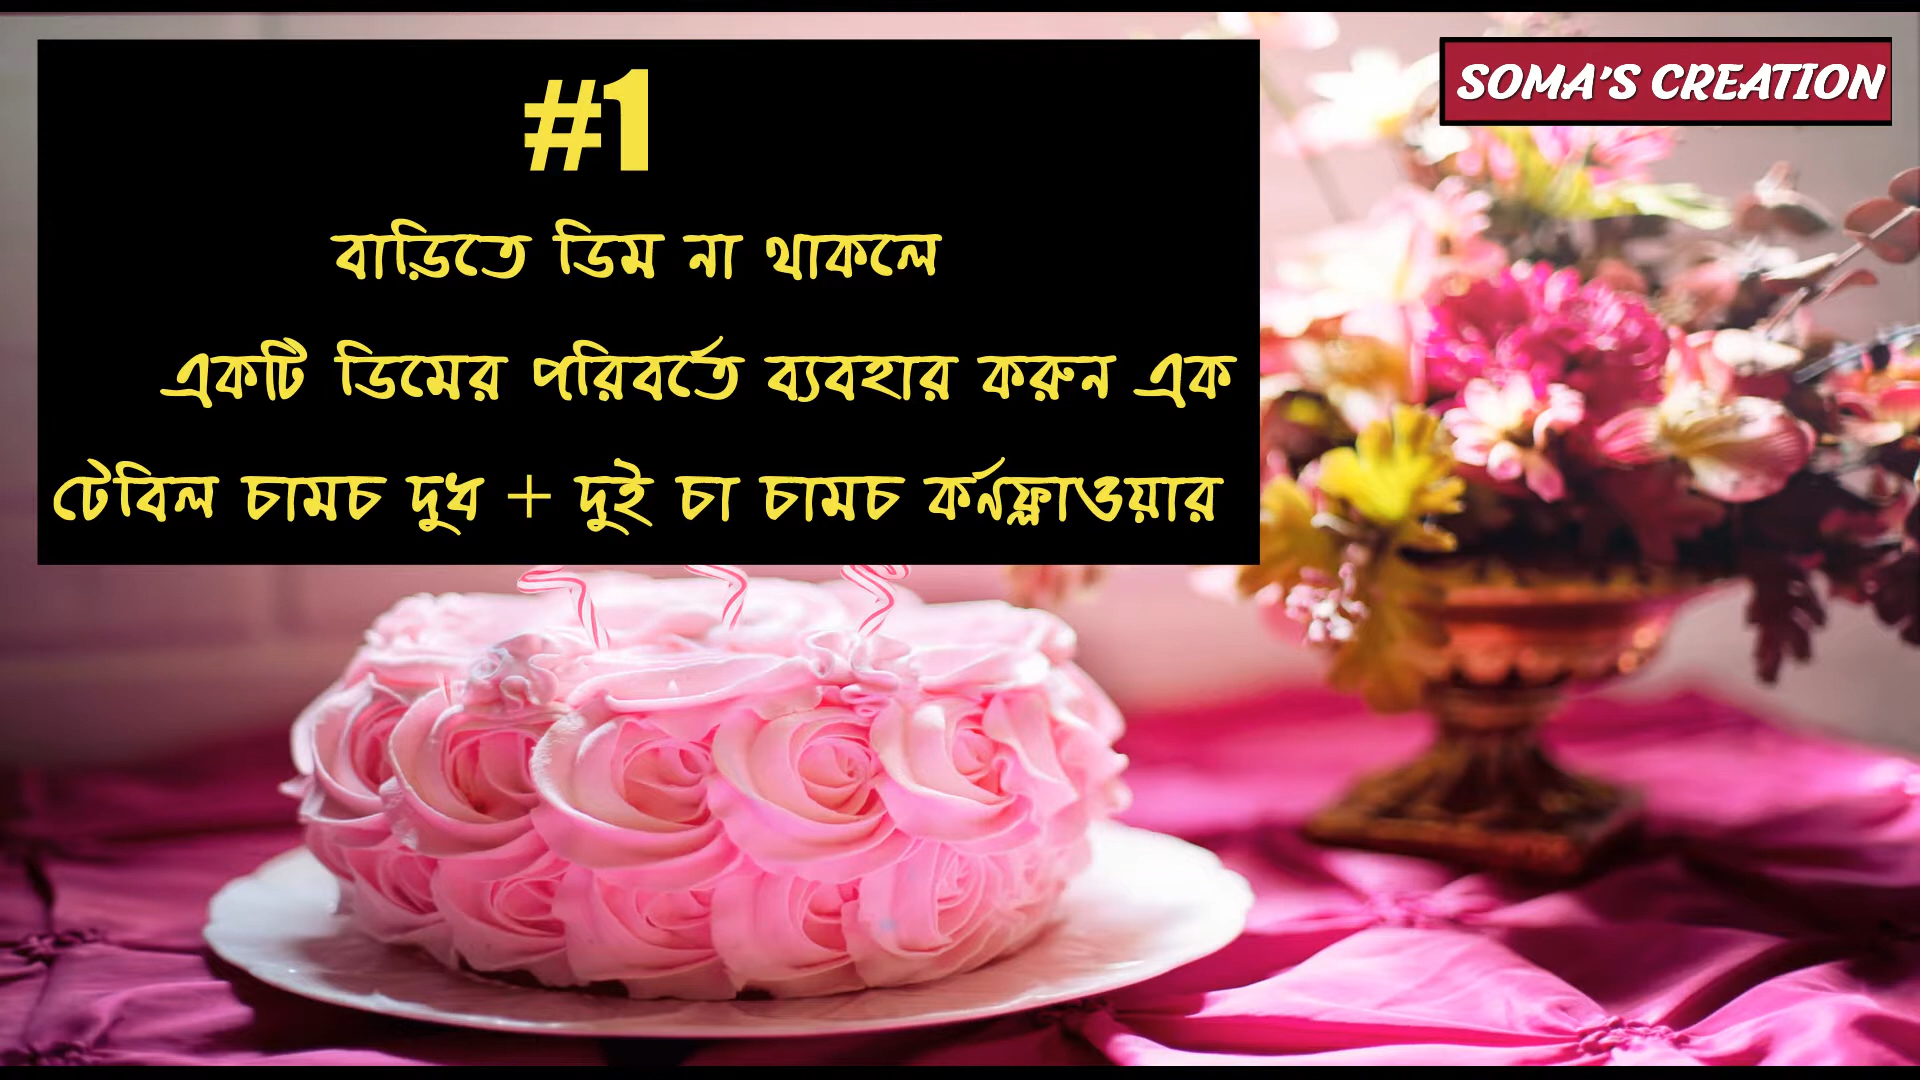 #1
SOMA'S CREATION
বাড়িতে ডিম না থাকলে
একটি ডিমের পরিবর্তে ব্যবহার করুন এক
টেবিল চামচ দুধ + দুই চা চামচ কর্নফ্লাওয়ার